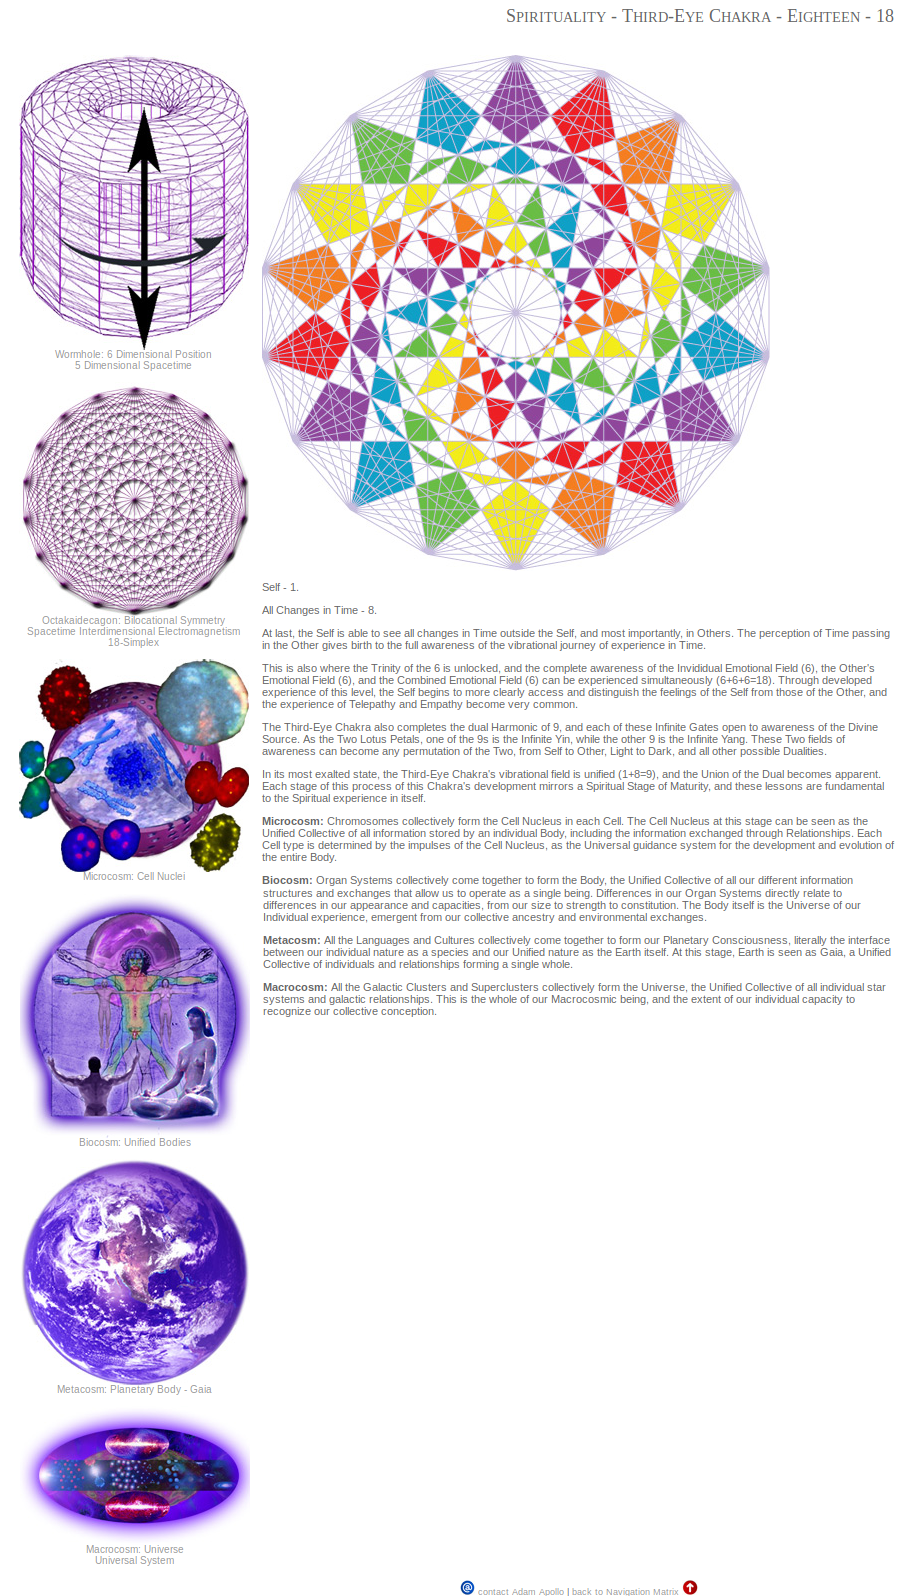 Spirituality - Third-Eye Chakra - Eighteen - 18
Wormhole: 6 Dimensional Position
5 Dimensional Spacetime
Octakaidecagon: Bilocational Symmetry
Spacetime Interdimensional Electromagnetism
18-Simplex
Microcosm: Cell Nuclei
Biocosm: Unified Bodies
Metacosm: Planetary Body - Gaia
Macrocosm: Universe
Universal System
Self - 1.
All Changes in Time - 8.
At last, the Self is able to see all changes in Time outside the Self, and most importantly, in Others. The perception of Time passing
in the Other gives birth to the full awareness of the vibrational journey of experience in Time.
This is also where the Trinity of the 6 is unlocked, and the complete awareness of the Invididual Emotional Field (6), the Other's
Emotional Field (6), and the Combined Emotional Field (6) can be experienced simultaneously (6+6+6=18). Through developed
experience of this level, the Self begins to more clearly access and distinguish the feelings of the Self from those of the Other, and
the experience of Telepathy and Empathy become very common.
The Third-Eye Chakra also completes the dual Harmonic of 9, and each of these Infinite Gates open to awareness of the Divine
Source. As the Two Lotus Petals, one of the 9s is the Infinite Yin, while the other 9 is the Infinite Yang. These Two fields of
awareness can become any permutation of the Two, from Self to Other, Light to Dark, and all other possible Dualities.
In its most exalted state, the Third-Eye Chakra's vibrational field is unified (1+8=9), and the Union of the Dual becomes apparent.
Each stage of this process of this Chakra's development mirrors a Spiritual Stage of Maturity, and these lessons are fundamental
to the Spiritual experience in itself.
Microcosm: Chromosomes collectively form the Cell Nucleus in each Cell. The Cell Nucleus at this stage can be seen as the
Unified Collective of all information stored by an individual Body, including the information exchanged through Relationships. Each
Cell type is determined by the impulses of the Cell Nucleus, as the Universal guidance system for the development and evolution of
the entire Body.
Biocosm: Organ Systems collectively come together to form the Body, the Unified Collective of all our different information
structures and exchanges that allow us to operate as a single being. Differences in our Organ Systems directly relate to
differences in our appearance and capacities, from our size to strength to constitution. The Body itself is the Universe of our
Individual experience, emergent from our collective ancestry and environmental exchanges.
Metacosm: All the Languages and Cultures collectively come together to form our Planetary Consciousness, literally the interface
between our individual nature as a species and our Unified nature as the Earth itself. At this stage, Earth is seen as Gaia, a Unified
Collective of individuals and relationships forming a single whole.
Macrocosm: All the Galactic Clusters and Superclusters collectively form the Universe, the Unified Collective of all individual star
systems and galactic relationships. This is the whole of our Macrocosmic being, and the extent of our individual capacity to
recognize our collective conception.
@ contact Adam Apollo | back to Navigation Matrix